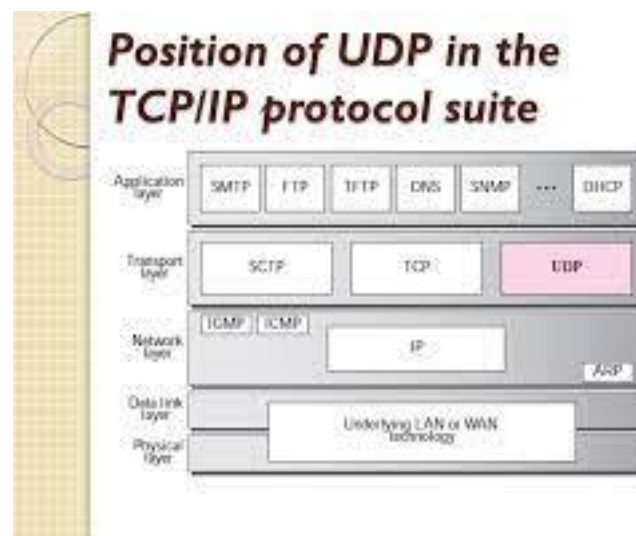 Position of UDP in the
TCP/IP protocol suite
Application
layer
SMTP FTP TFTP DNS SNMP ... DHCP
Transport
layer
SCTP TCP UDP
IGMP ICMP
Network
layer
IP
ARP
Data link
layer
Underlying LAN or WAN
technology
Physical
layer